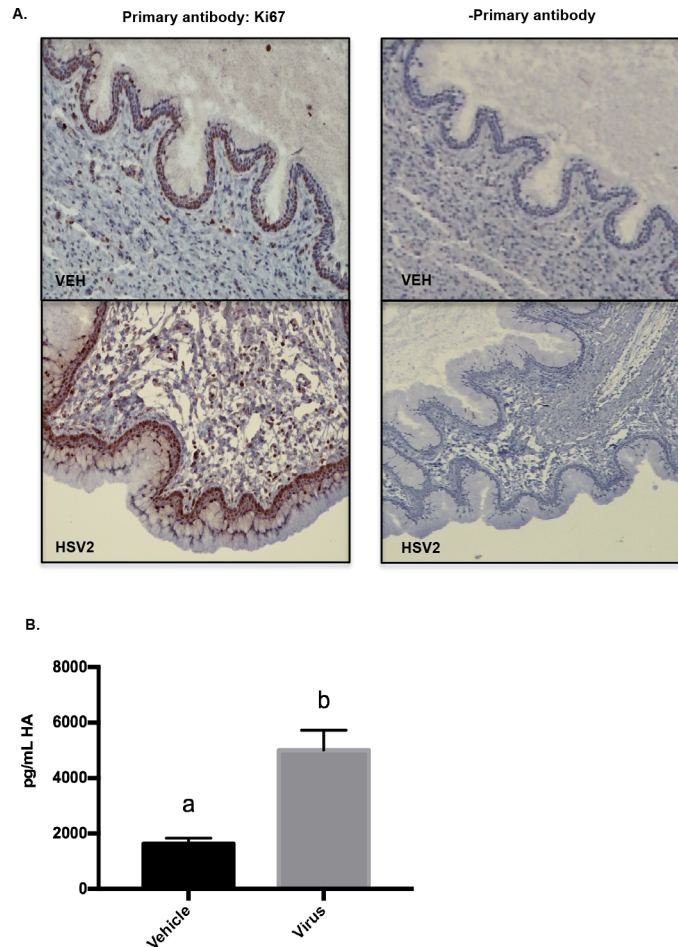 A.
Primary antibody: Ki67
-Primary antibody
VEH
VEH
HSV2
HSV2
B.
8000
6000
4000
2000
0
pg/mL HA
a
b
Vehicle
Virus